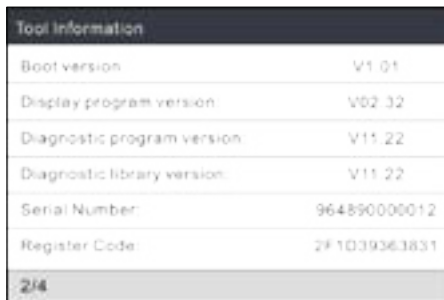 Tool Information
Boot version V1.01
Display program version V02.32
Diagnostic program version: V11.22
Diagnostic library version: V11.22
Serial Number: 964890000012
Register Code: 2F1D39363831
2/4